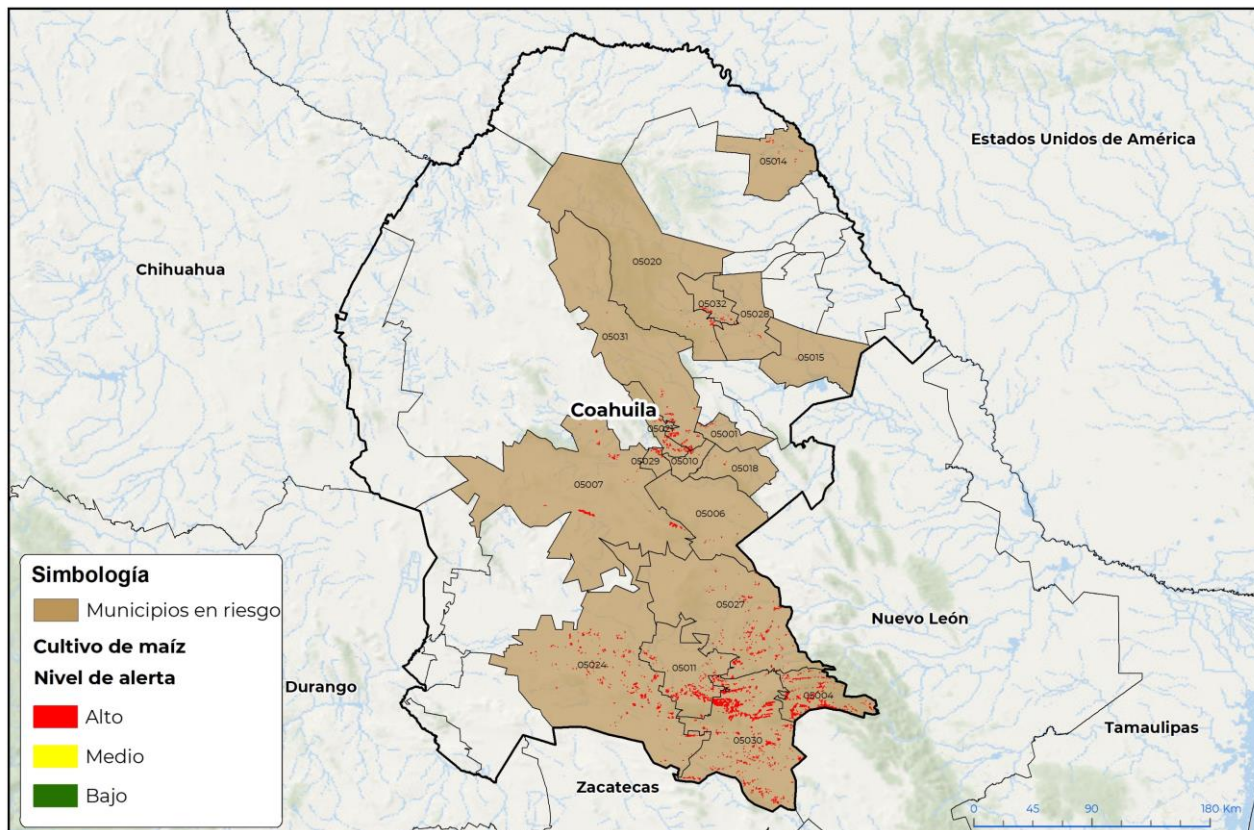 Estados Unidos de América
05014
Chihuahua
05020
05032
05028
05031
05015
Coahuila
05001
05029
05010
05018
05007
05006
Simbología
Municipios en riesgo
Cultivo de maíz
Nivel de alerta
Alto
Medio
Bajo
05027
Nuevo León
05024
05011
Durango
05004
05030
Tamaulipas
Zacatecas
0 45 90 180 Km